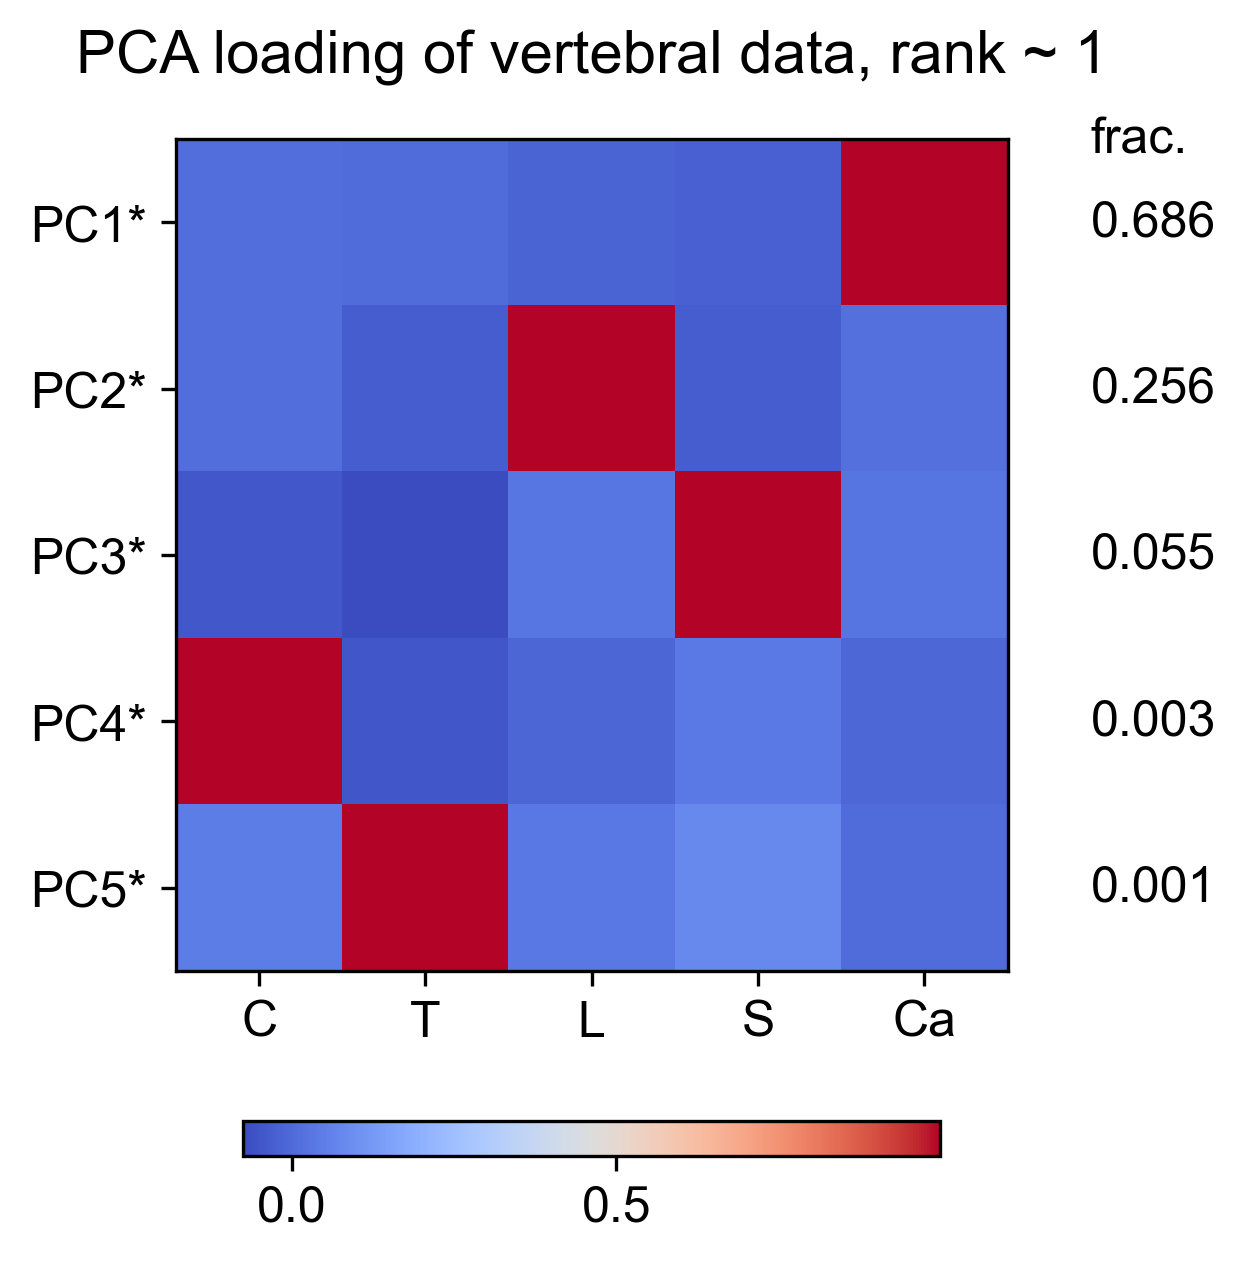 PCA loading of vertebral data, rank ~ 1
frac.
PC1* 0.686
PC2* 0.256
PC3* 0.055
PC4* 0.003
PC5* 0.001
C T L S Ca
0.0 0.5